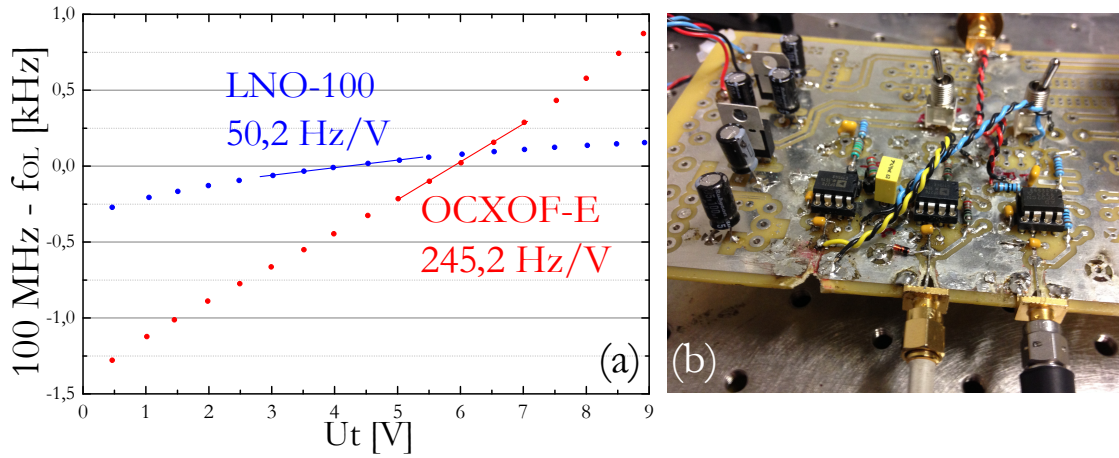 100 MHz - fOL [kHz]
1,0
0,5
0,0
-0,5
-1,0
-1,5
LNO-100
50,2 Hz/V
OCXOF-E
245,2 Hz/V
(a)
0 1 2 3 4 5 6 7 8 9
Ut [V]
(b)